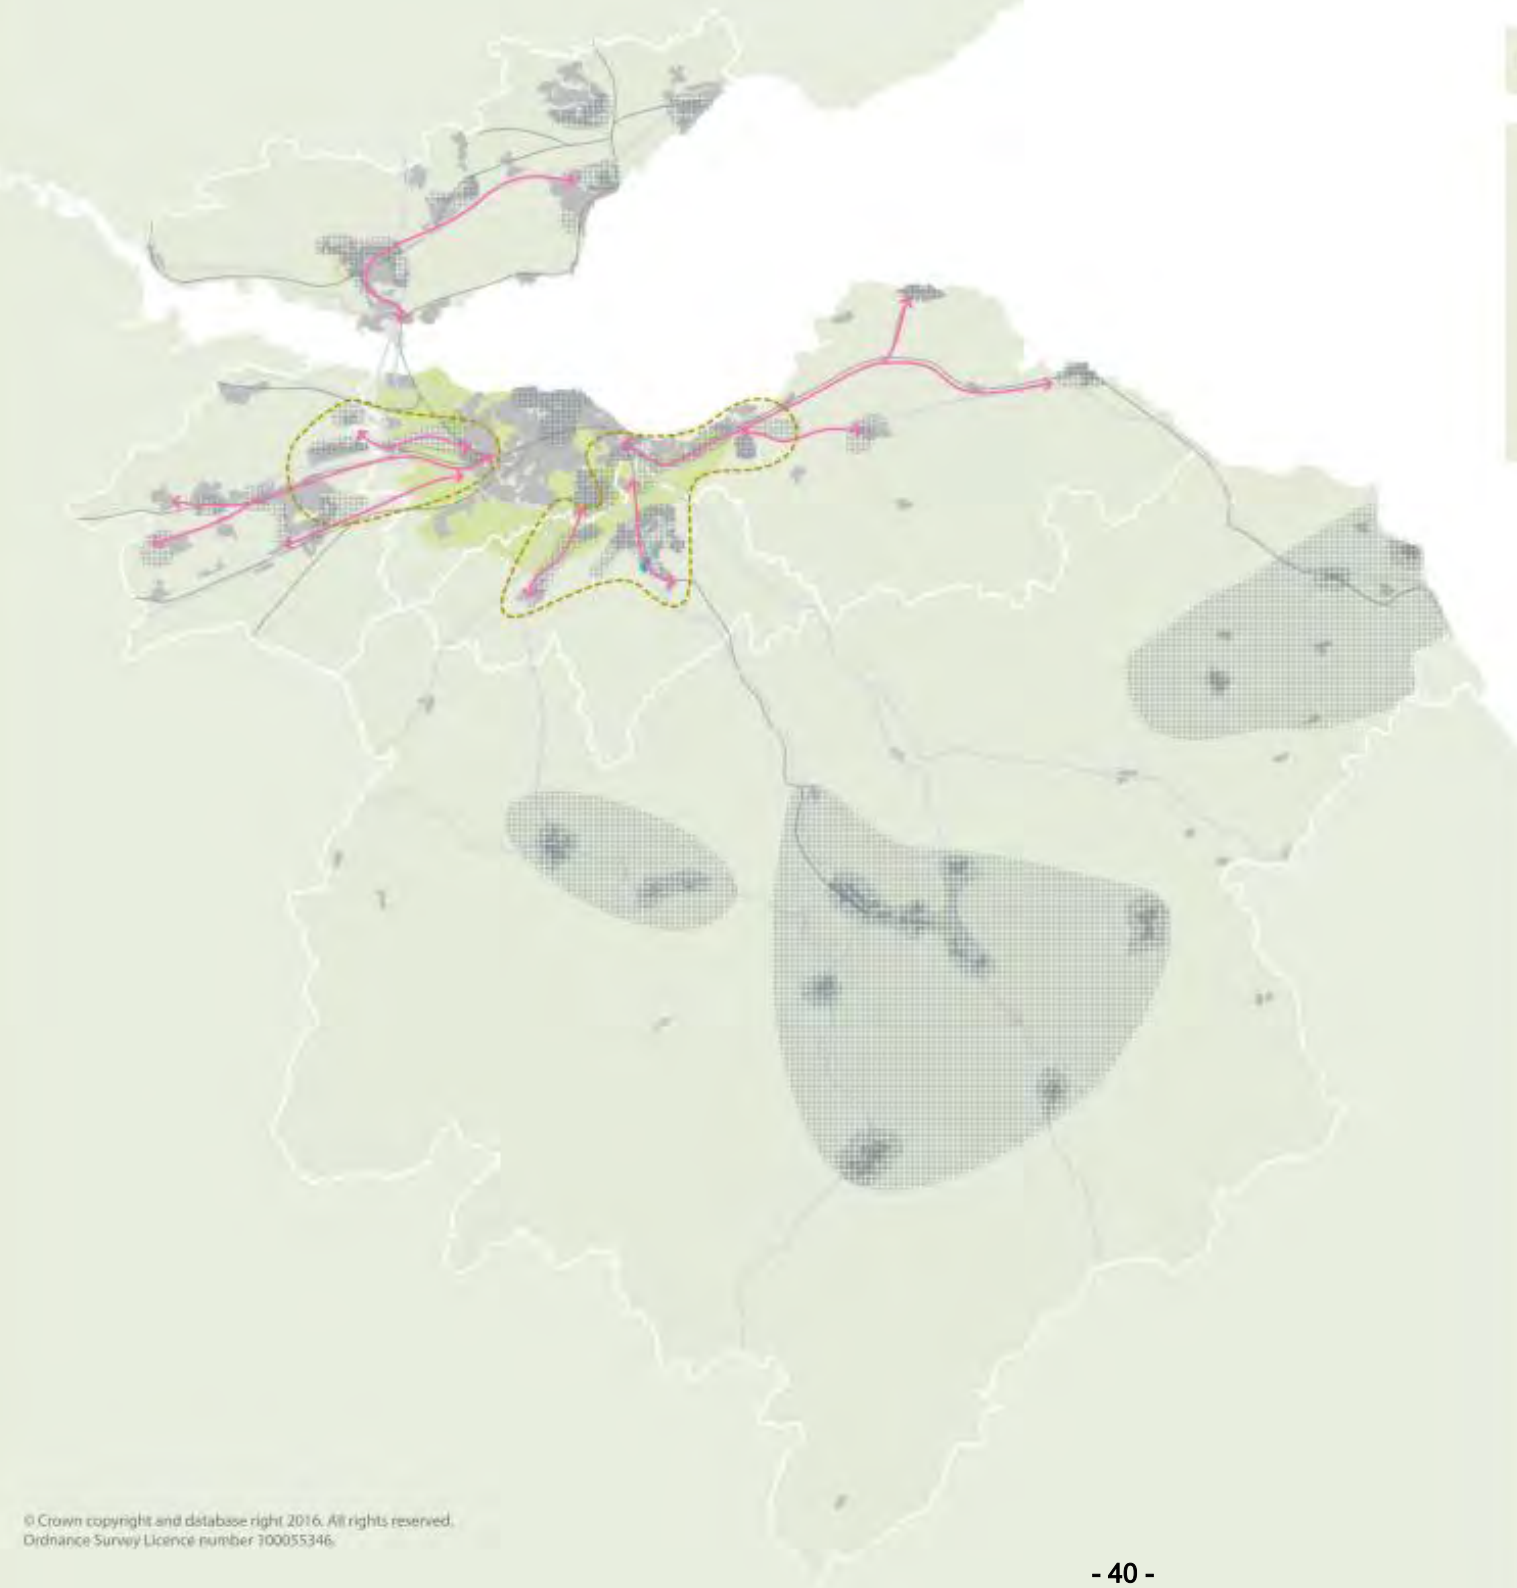 © Crown copyright and database right 2016. All rights reserved.
Ordnance Survey Licence number 100055346.
- 40 -